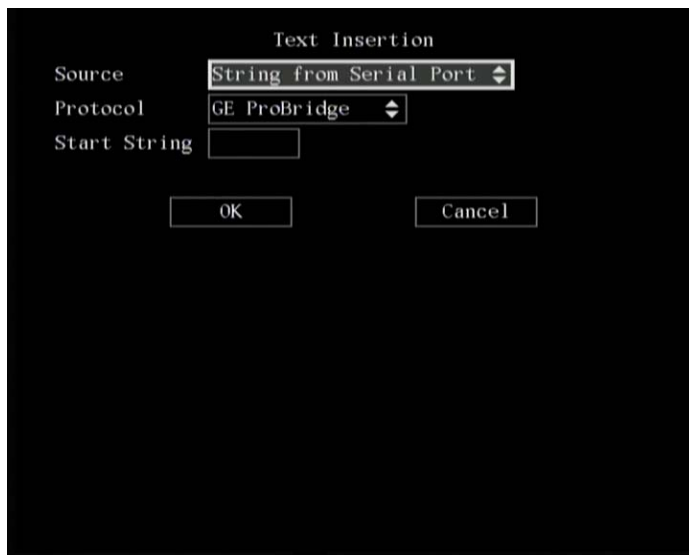 Text Insertion
Source String from Serial Port
Protocol GE ProBridge
Start String
OK Cancel